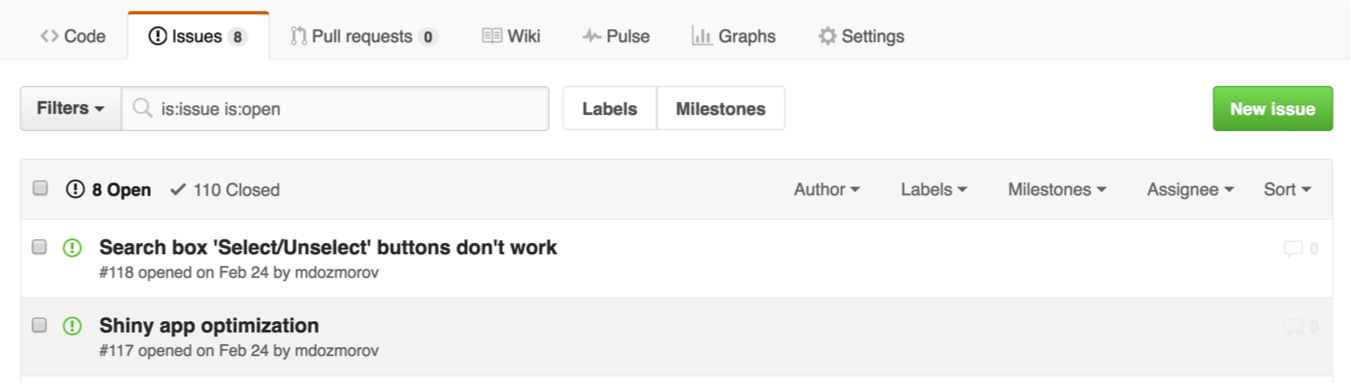 Code Issues 8 Pull requests 0 Wiki Pulse Graphs Settings
Filters is:issue is:open Labels Milestones New issue
8 Open 110 Closed Author Labels Milestones Assignee Sort
Search box 'Select/Unselect' buttons don't work 0
#118 opened on Feb 24 by mdozmorov
Shiny app optimization 0
#117 opened on Feb 24 by mdozmorov